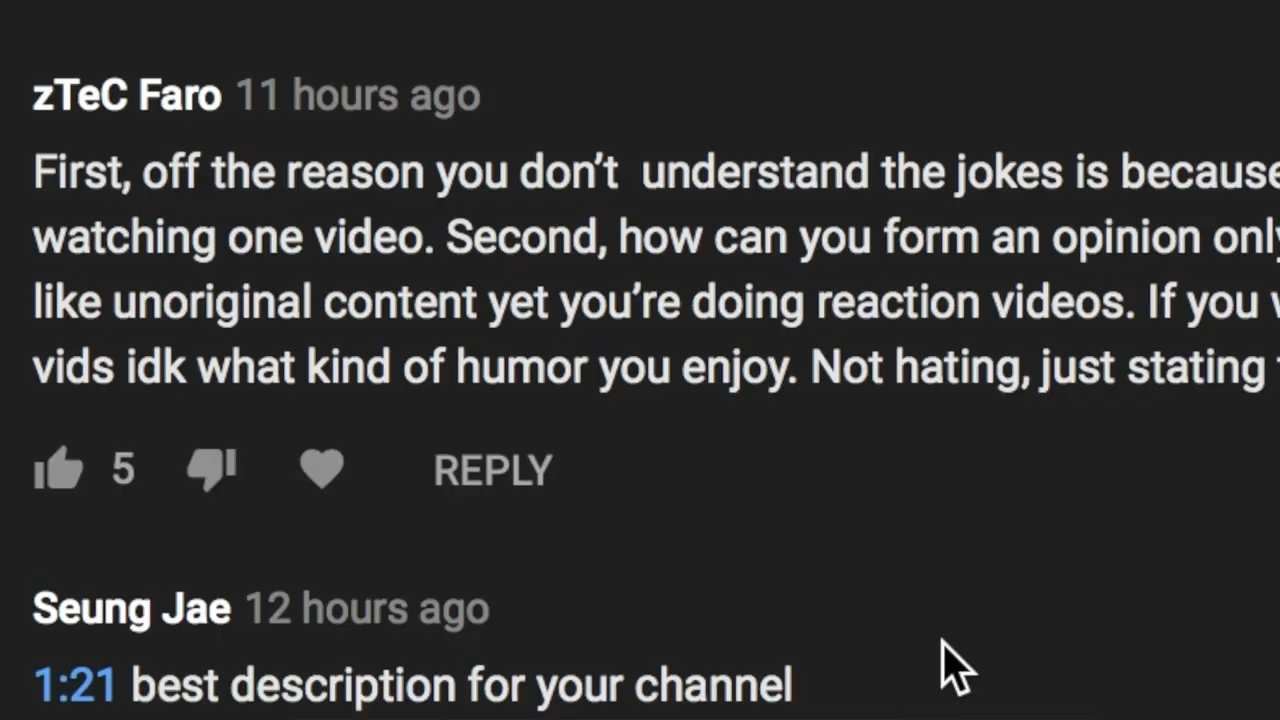 zTeC Faro 11 hours ago
First, off the reason you don’t  understand the jokes is because
watching one video. Second, how can you form an opinion only
like unoriginal content yet you’re doing reaction videos. If you
vids idk what kind of humor you enjoy. Not hating, just stating
5 REPLY
Seung Jae 12 hours ago
1:21 best description for your channel